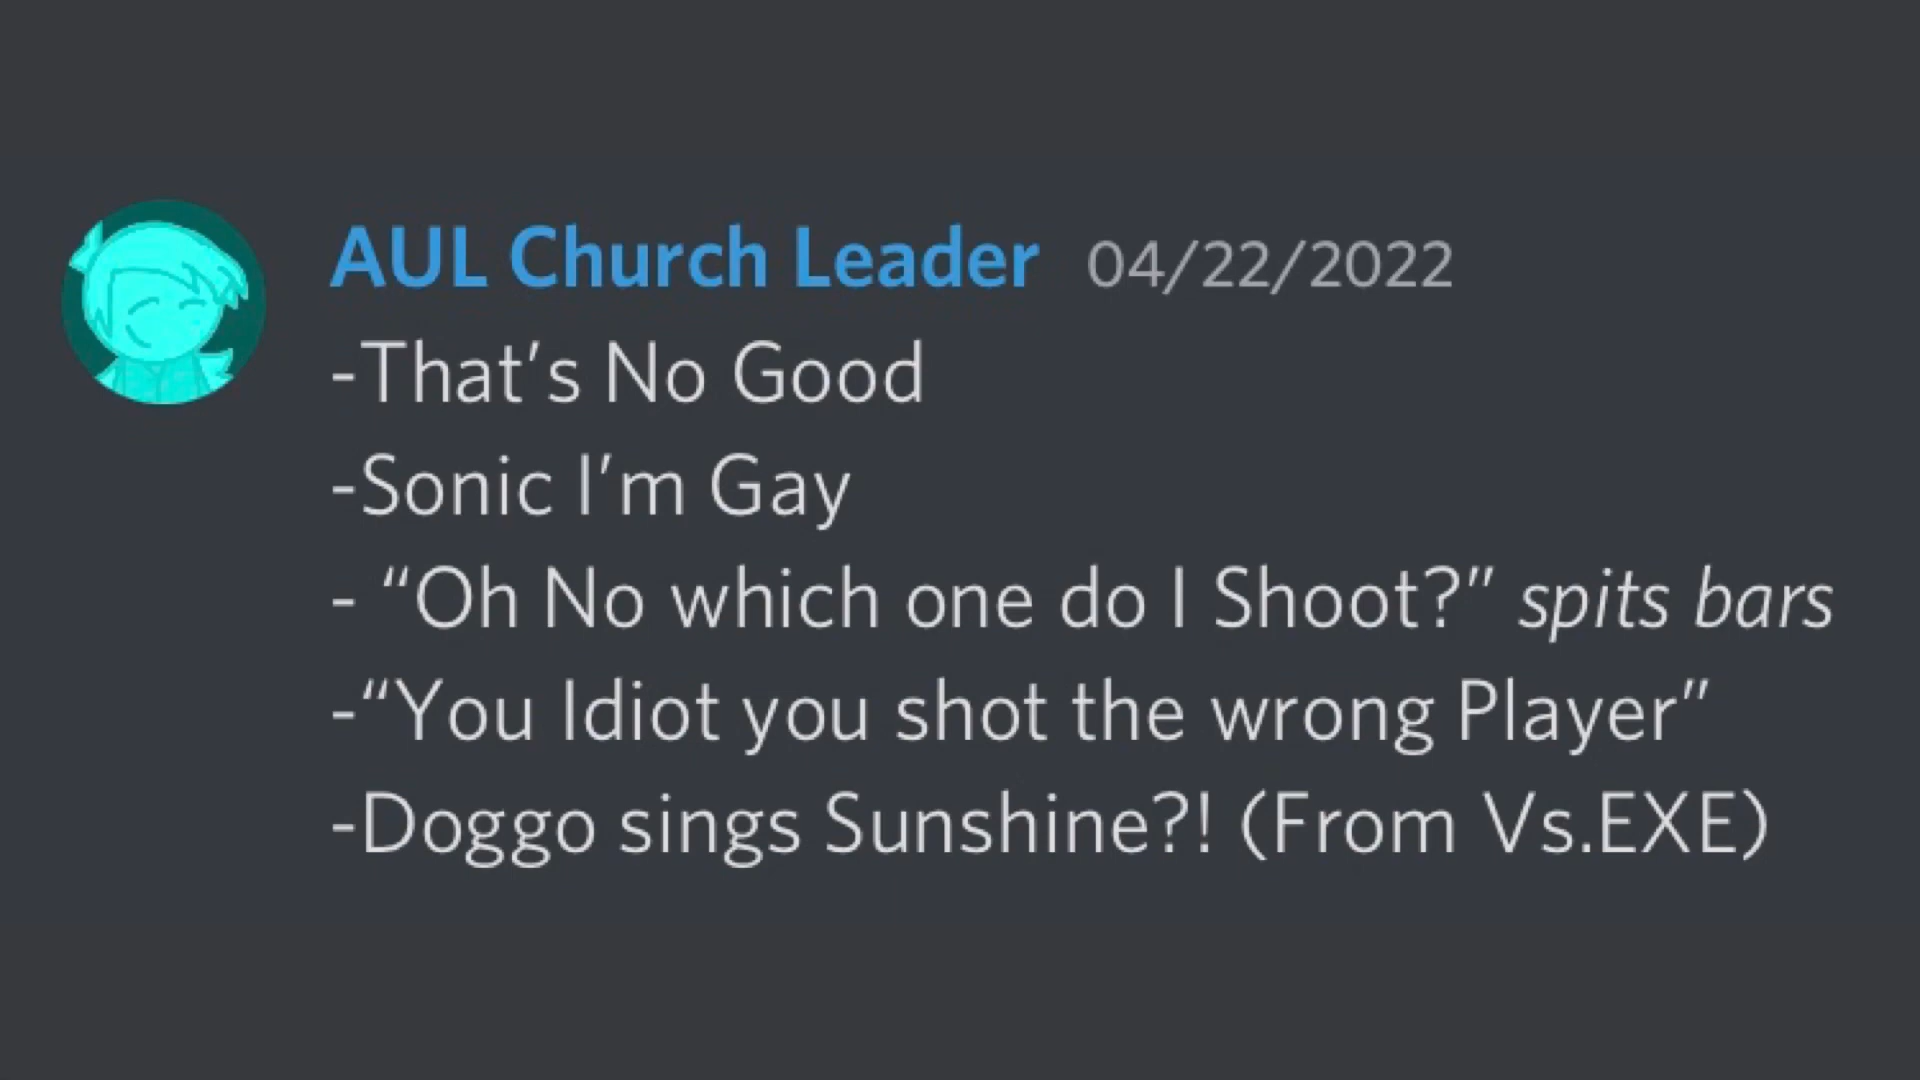 AUL Church Leader 04/22/2022
-That’s No Good
-Sonic I’m Gay
- “Oh No which one do I Shoot?” spits bars
-“You Idiot you shot the wrong Player”
-Doggo sings Sunshine?! (From Vs.EXE)